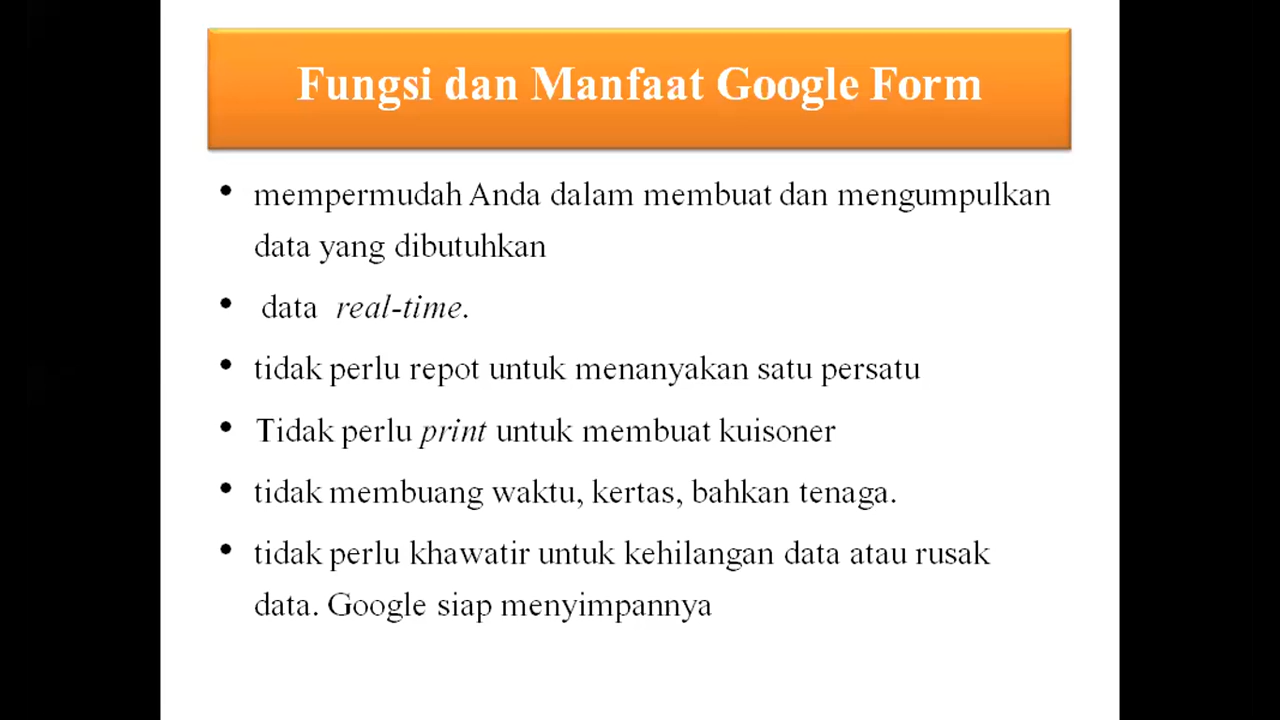 Fungsi dan Manfaat Google Form
• mempermudah Anda dalam membuat dan mengumpulkan
data yang dibutuhkan
• data real-time.
• tidak perlu repot untuk menanyakan satu persatu
• Tidak perlu print untuk membuat kuisoner
• tidak membuang waktu, kertas, bahkan tenaga.
• tidak perlu khawatir untuk kehilangan data atau rusak
data. Google siap menyimpannya